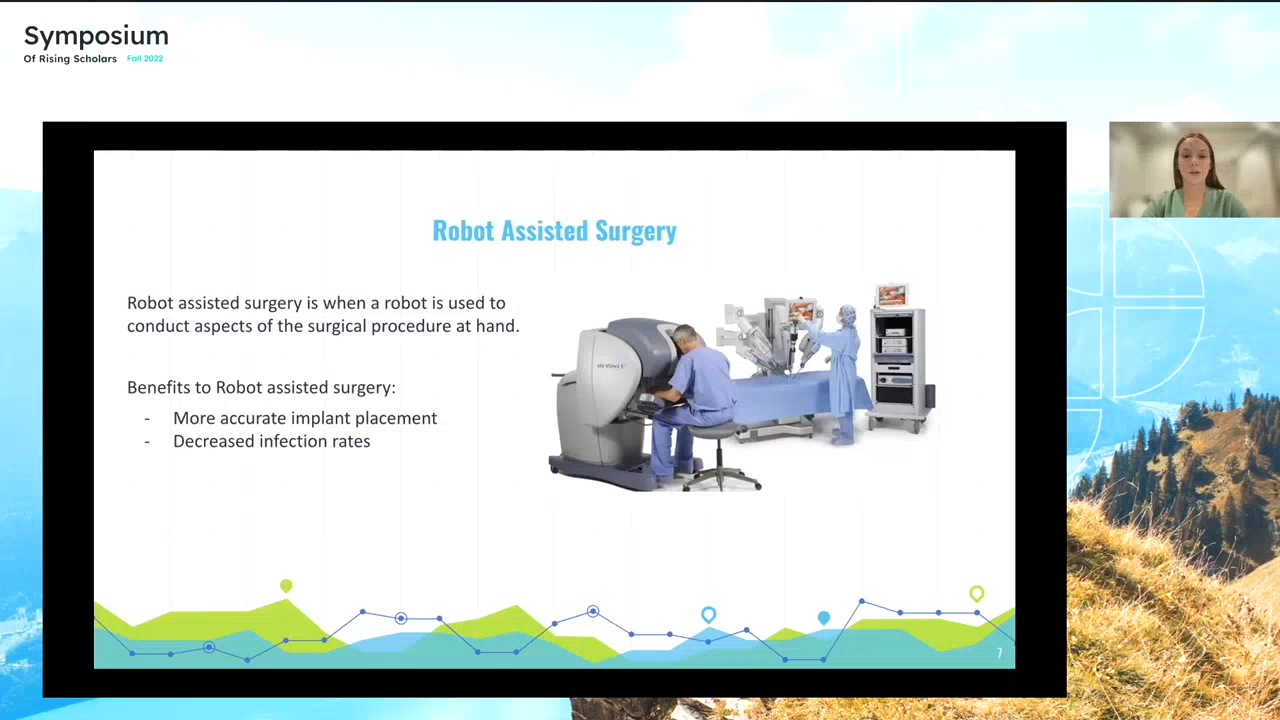 Symposium
Of Rising Scholars Fall 2022
Robot Assisted Surgery
Robot assisted surgery is when a robot is used to
conduct aspects of the surgical procedure at hand.
Benefits to Robot assisted surgery:
- More accurate implant placement
- Decreased infection rates
da Vinci S
7